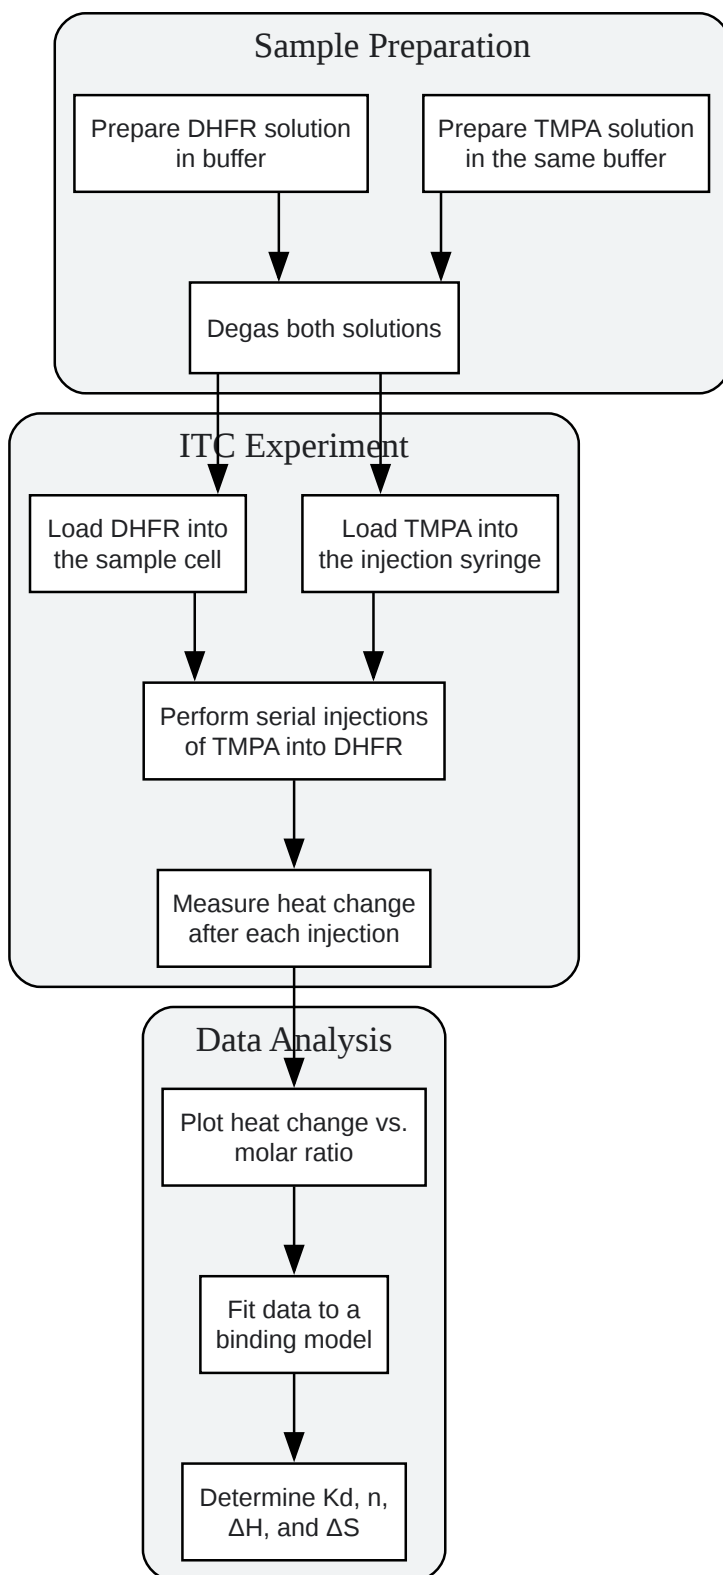 Sample Preparation
Prepare DHFR solution
in buffer
Prepare TMPA solution
in the same buffer
Degas both solutions
ITC Experiment
Load DHFR into
the sample cell
Load TMPA into
the injection syringe
Perform serial injections
of TMPA into DHFR
Measure heat change
after each injection
Data Analysis
Plot heat change vs.
molar ratio
Fit data to a
binding model
Determine Kd, n,
ΔH, and ΔS